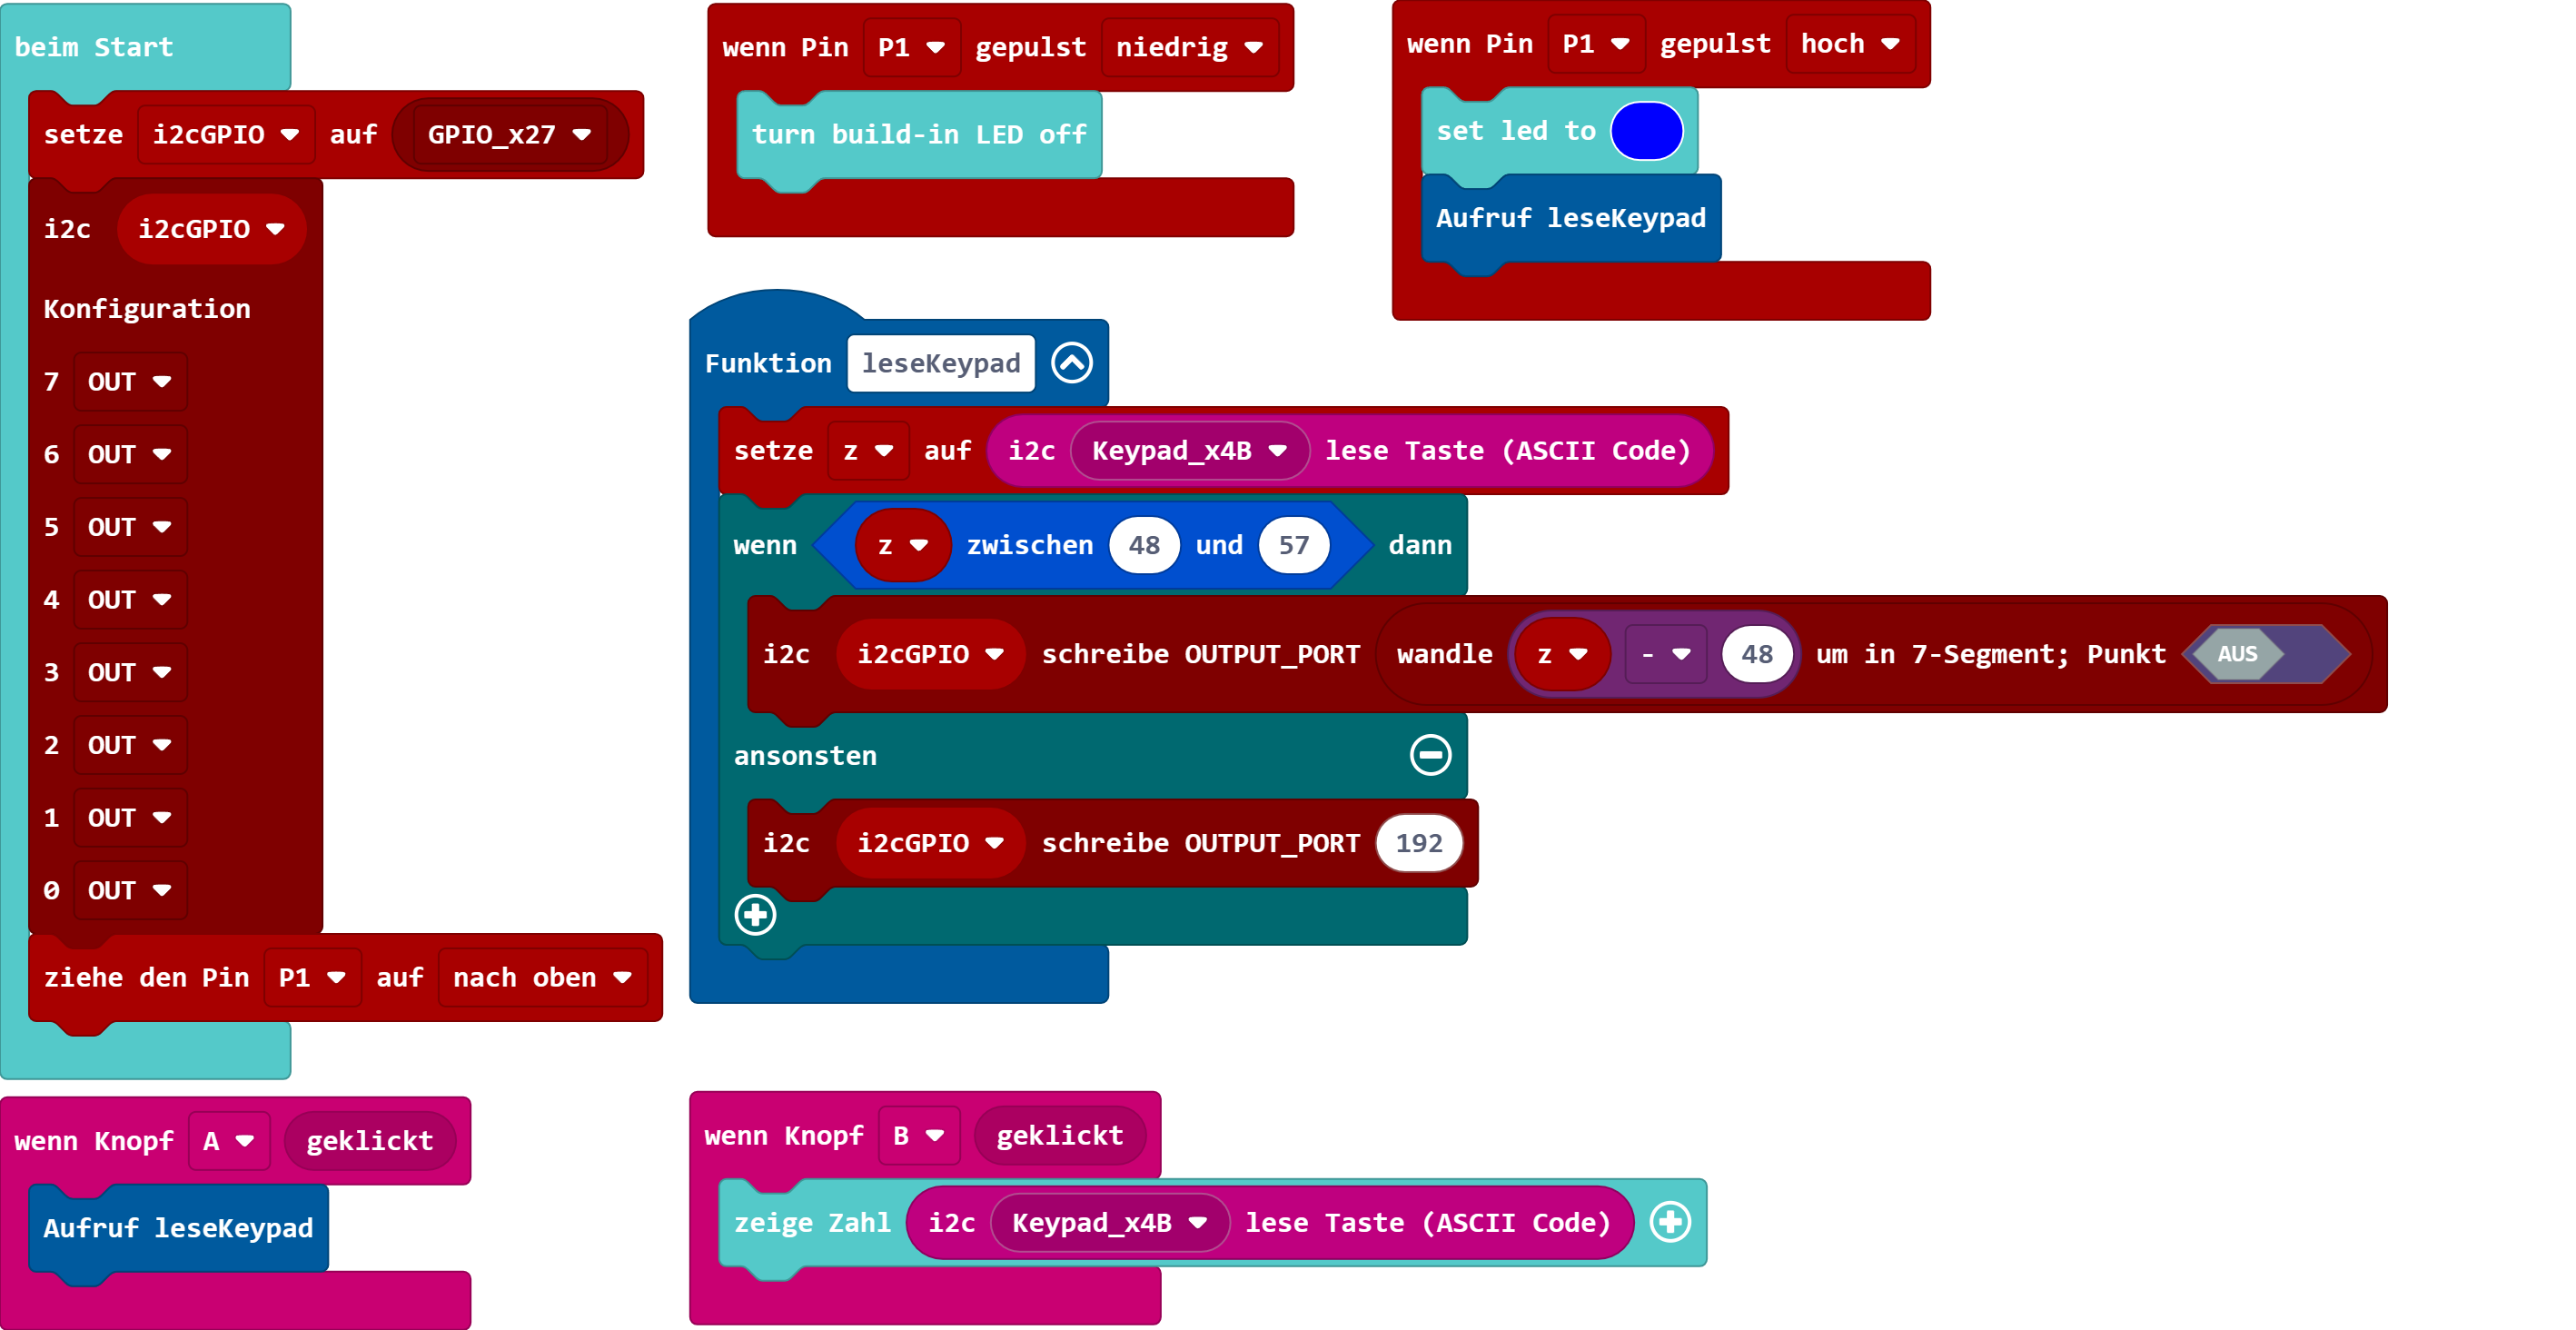 beim Start
setze i2cGPIO auf GPIO_x27
i2c i2cGPIO
Konfiguration
7 OUT
6 OUT
5 OUT
4 OUT
3 OUT
2 OUT
1 OUT
0 OUT
ziehe den Pin P1 auf nach oben
wenn Pin P1 gepulst niedrig
turn build-in LED off
wenn Pin P1 gepulst hoch
set led to
Aufruf leseKeypad
Funktion leseKeypad
setze z auf i2c Keypad_x4B lese Taste (ASCII Code)
wenn z zwischen 48 und 57 dann
i2c i2cGPIO schreibe OUTPUT_PORT wandle z - 48 um in 7-Segment; Punkt AUS
ansonsten
i2c i2cGPIO schreibe OUTPUT_PORT 192
wenn Knopf A geklickt
Aufruf leseKeypad
wenn Knopf B geklickt
zeige Zahl i2c Keypad_x4B lese Taste (ASCII Code)